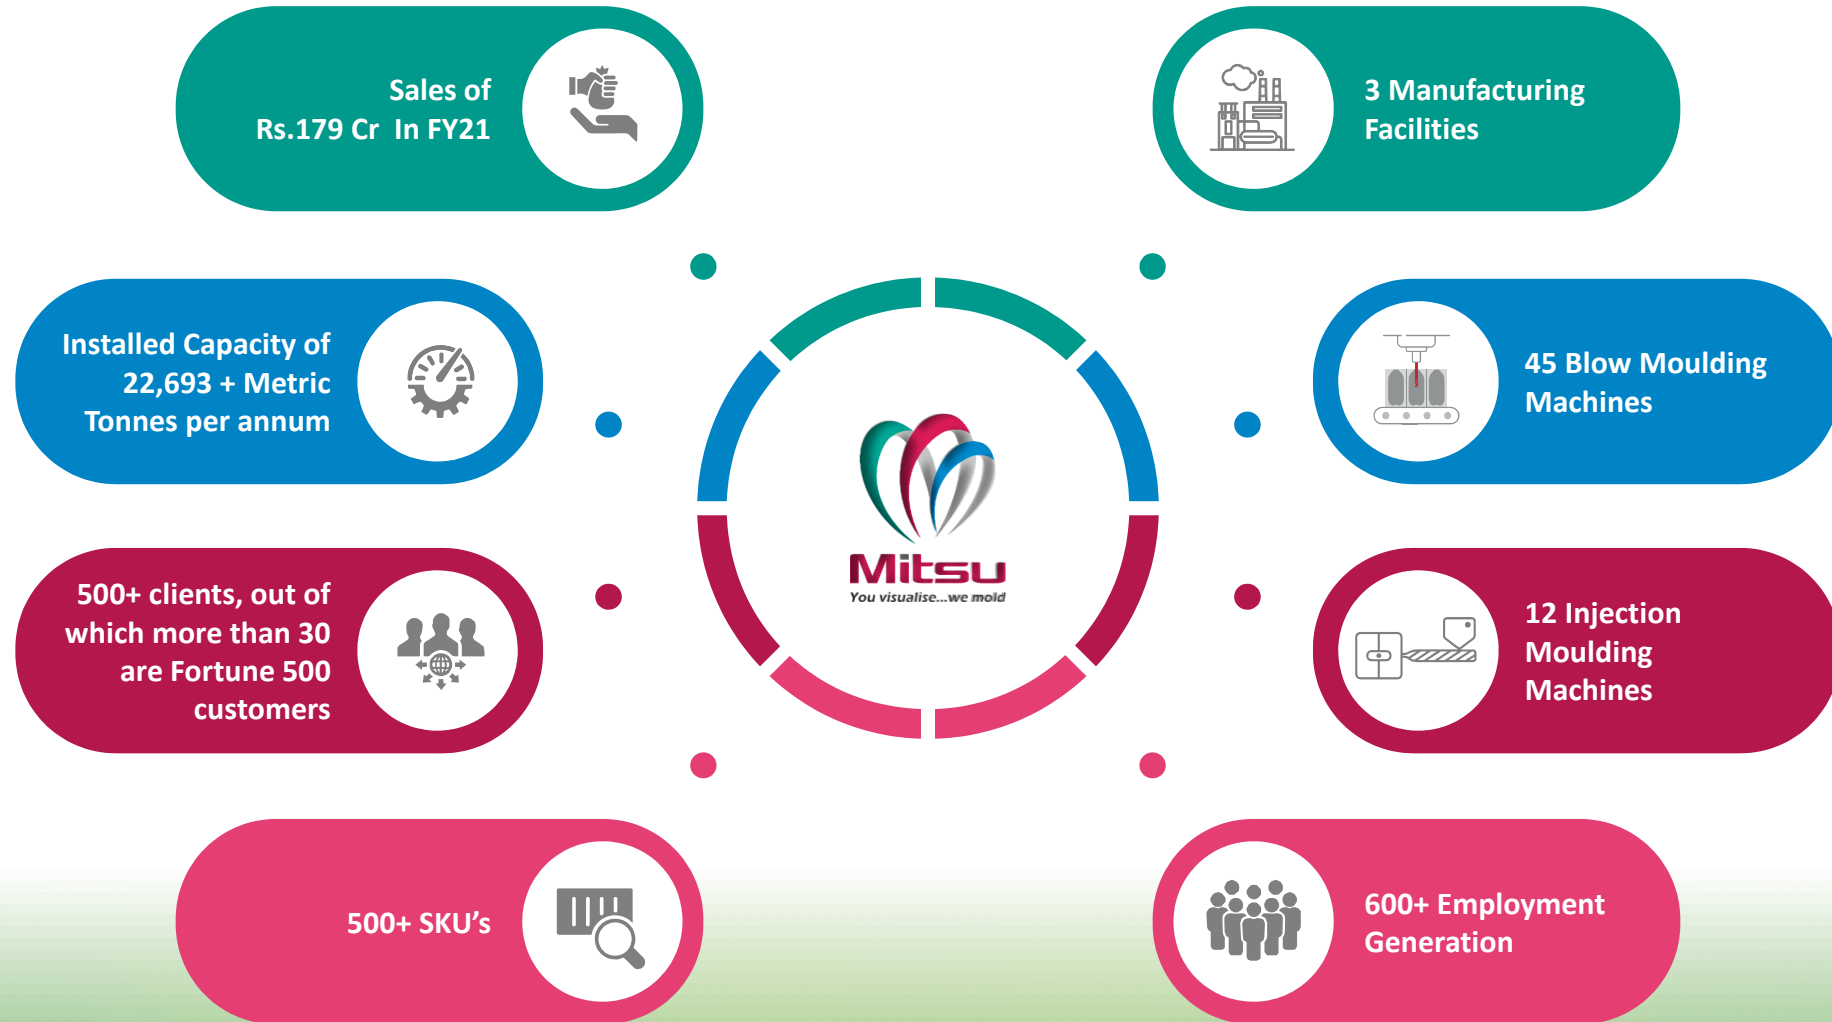 Sales of
Rs.179 Cr In FY21
3 Manufacturing
Facilities
Installed Capacity of
22,693 + Metric
Tonnes per annum
45 Blow Moulding
Machines
Mitsu
You visualise...we mold
500+ clients, out of
which more than 30
are Fortune 500
customers
12 Injection
Moulding
Machines
500+ SKU’s
600+ Employment
Generation